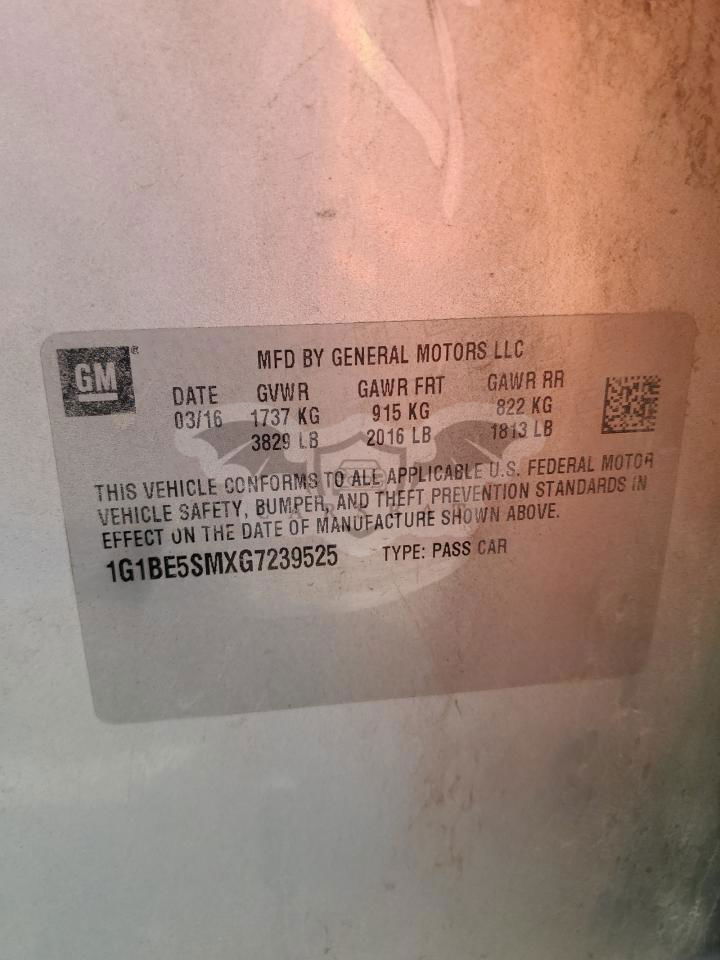 GM
MFD BY GENERAL MOTORS LLC
DATE GVWR GAWR FRT GAWR RR
03/16 1737 KG 915 KG 822 KG
3829 LB 2016 LB 1813 LB
THIS VEHICLE CONFORMS TO ALL APPLICABLE U.S. FEDERAL MOTOR
VEHICLE SAFETY, BUMPER, AND THEFT PREVENTION STANDARDS IN
EFFECT ON THE DATE OF MANUFACTURE SHOWN ABOVE.
1G1BE5SMXG7239525 TYPE: PASS CAR